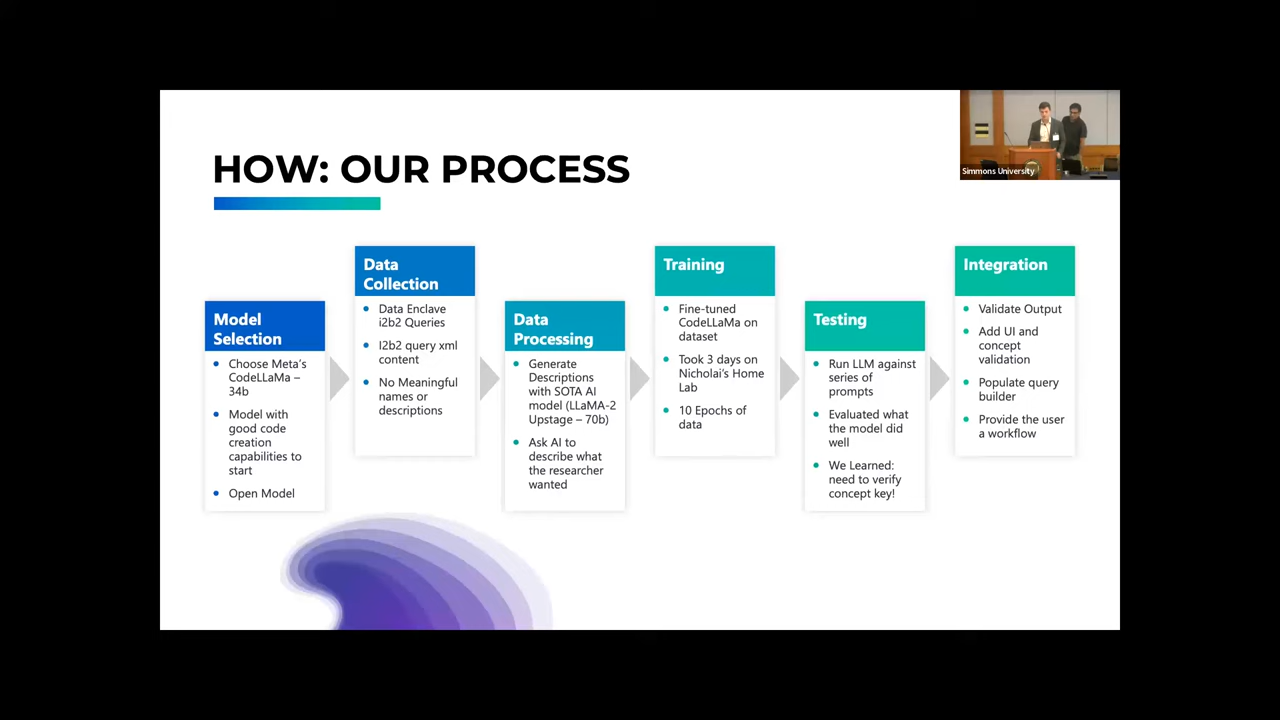 HOW: OUR PROCESS
Simmons University
Model
Selection
Choose Meta's
CodeLLaMa –
34b
Model with
good code
creation
capabilities to
start
Open Model
Data
Collection
Data Enclave
i2b2 Queries
I2b2 query xml
content
No Meaningful
names or
descriptions
Data
Processing
Generate
Descriptions
with SOTA AI
model (LLaMA-2
Upstage – 70b)
Ask AI to
describe what
the researcher
wanted
Training
Fine-tuned
CodeLLaMa on
dataset
Took 3 days on
Nicholai's Home
Lab
10 Epochs of
data
Testing
Run LLM against
series of
prompts
Evaluated what
the model did
well
We Learned:
need to verify
concept key!
Integration
Validate Output
Add UI and
concept
validation
Populate query
builder
Provide the user
a workflow